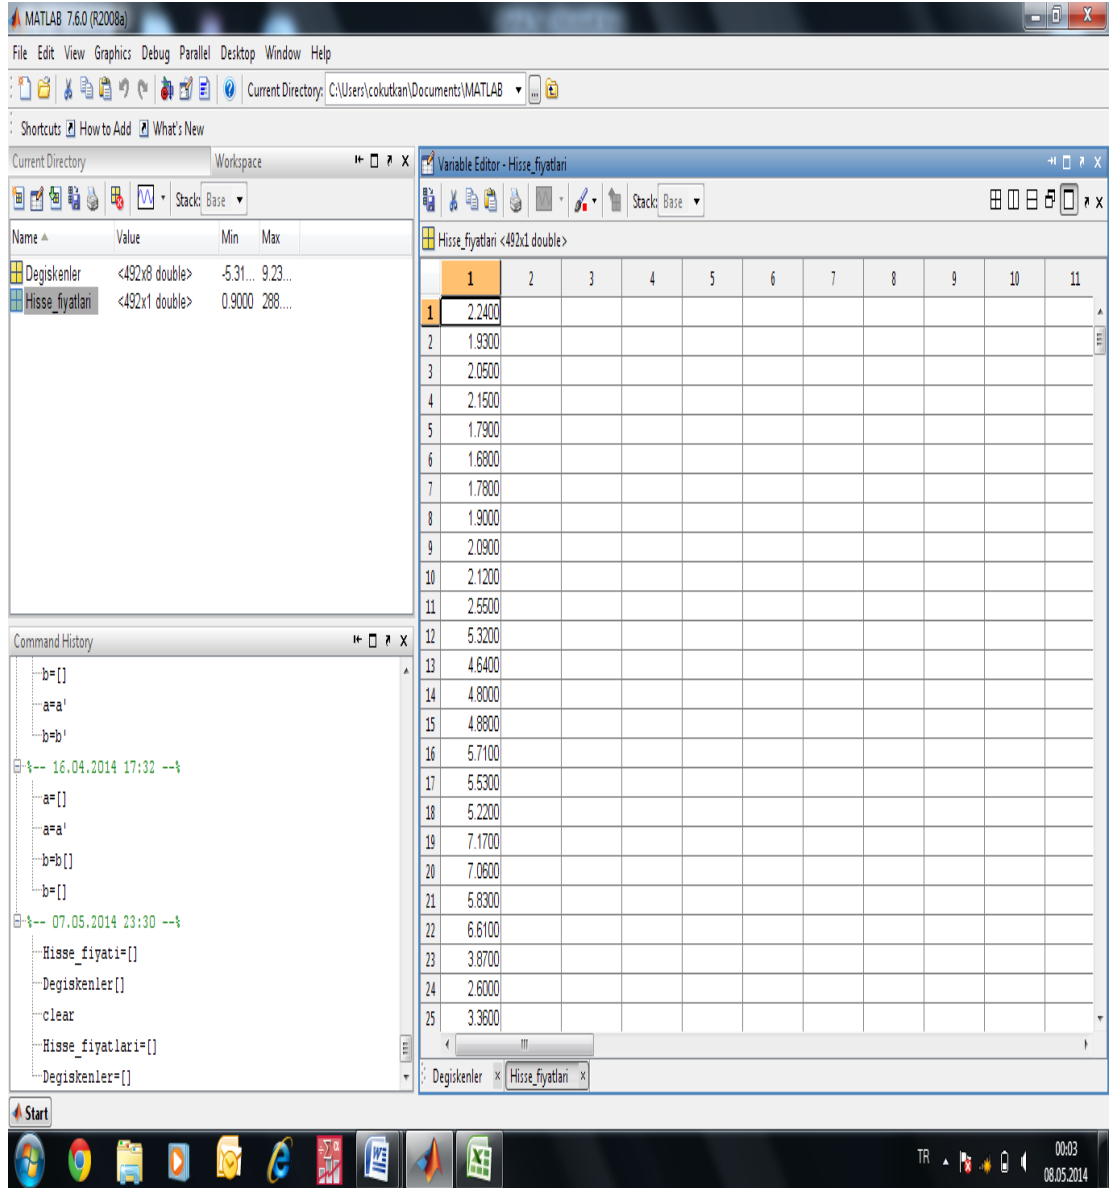 MATLAB 7.6.0 (R2008a)
File Edit View Graphics Debug Parallel Desktop Window Help
Current Directory: C:\Users\cokutkan\Documents\MATLAB
Shortcuts How to Add What's New
Current Directory Workspace
Stack: Base
Name Value Min Max
Degiskenler <492x8 double> -5.31... 9.23...
Hisse_fiyatlari <492x1 double> 0.9000 288....
Command History
b=[]
a=a'
b=b'
%-- 16.04.2014 17:32 --%
a=[]
a=a'
b=b[]
b=[]
%-- 07.05.2014 23:30 --%
Hisse_fiyati=[]
Degiskenler[]
clear
Hisse_fiyatlari=[]
Degiskenler=[]
Variable Editor - Hisse_fiyatlari
Stack: Base
Hisse_fiyatlari <492x1 double>
1 2 3 4 5 6 7 8 9 10 11
1 2.2400
2 1.9300
3 2.0500
4 2.1500
5 1.7900
6 1.6800
7 1.7800
8 1.9000
9 2.0900
10 2.1200
11 2.5500
12 5.3200
13 4.6400
14 4.8000
15 4.8800
16 5.7100
17 5.5300
18 5.2200
19 7.1700
20 7.0600
21 5.8300
22 6.6100
23 3.8700
24 2.6000
25 3.3600
Degiskenler Hisse_fiyatlari
Start
TR
00:03
08.05.2014